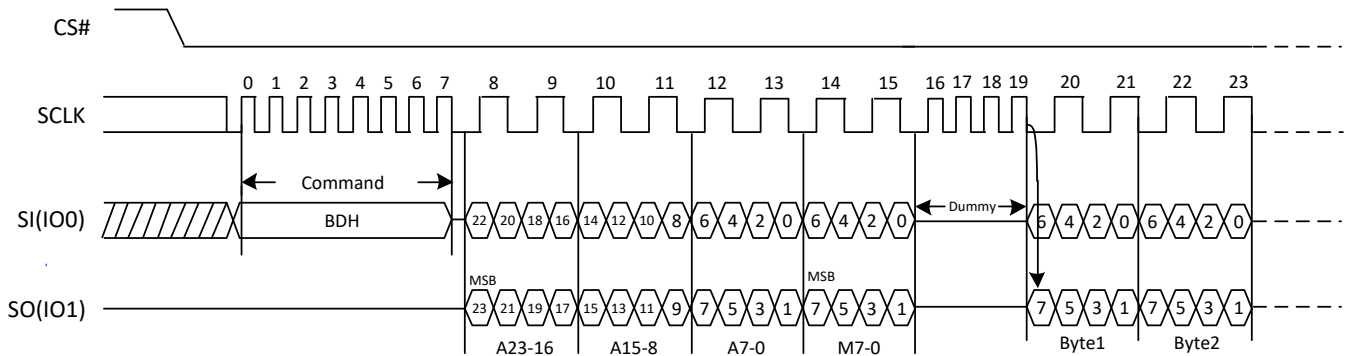 CS#
0 1 2 3 4 5 6 7 8 9 10 11 12 13 14 15 16 17 18 19 20 21 22 23
SCLK
Command
Dummy
SI(IO0) BDH 22 20 18 16 14 12 10 8 6 4 2 0 6 4 2 0 6 4 2 0 6 4 2 0
MSB MSB
SO(IO1) 23 21 19 17 15 13 11 9 7 5 3 1 7 5 3 1 7 5 3 1 7 5 3 1
A23-16 A15-8 A7-0 M7-0 Byte1 Byte2